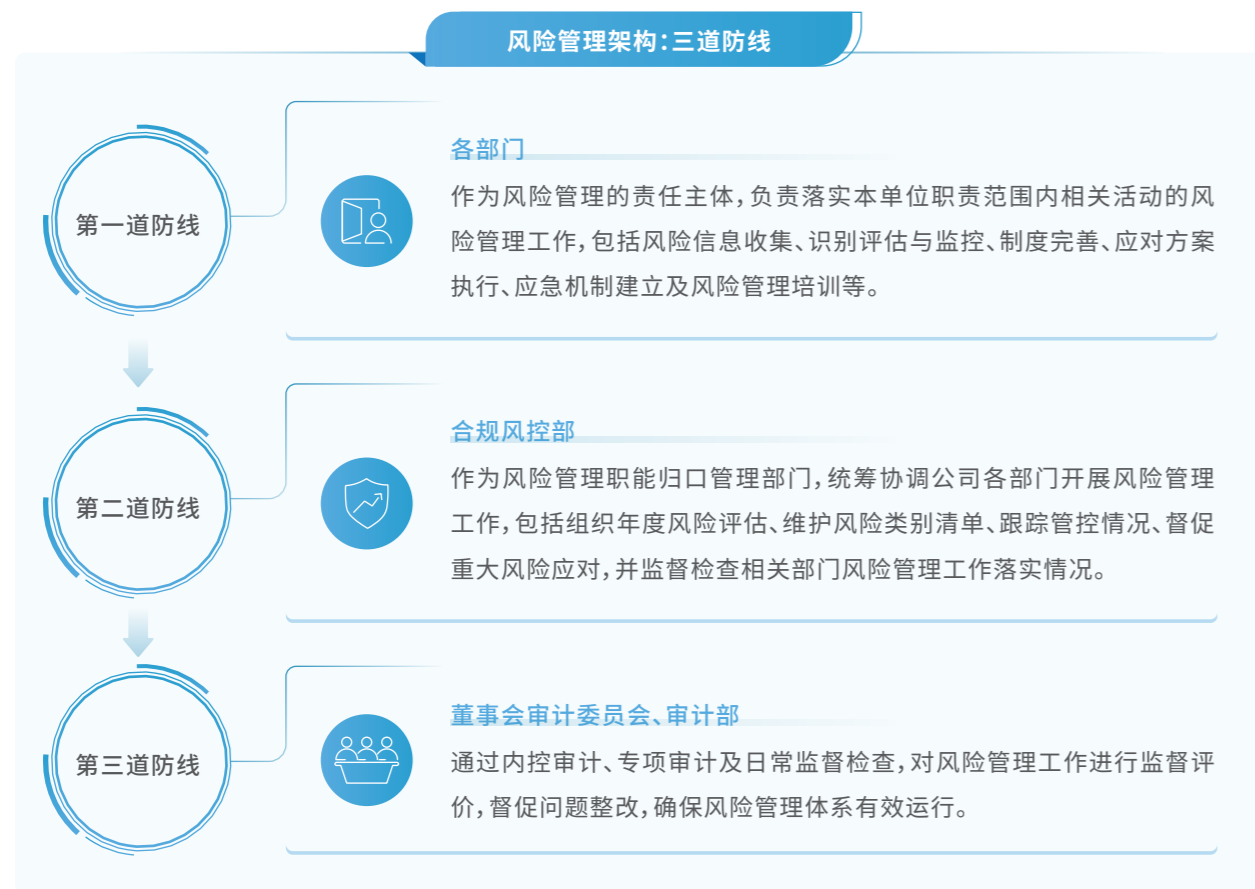 风险管理架构:三道防线
第一道防线
各部门
作为风险管理的责任主体,负责落实本单位职责范围内相关活动的风
险管理工作,包括风险信息收集、识别评估与监控、制度完善、应对方案
执行、应急机制建立及风险管理培训等。
第二道防线
合规风控部
作为风险管理职能归口管理部门,统筹协调公司各部门开展风险管理
工作,包括组织年度风险评估、维护风险类别清单、跟踪管控情况、督促
重大风险应对,并监督检查相关部门风险管理工作落实情况。
第三道防线
董事会审计委员会、审计部
通过内控审计、专项审计及日常监督检查,对风险管理工作进行监督评
价,督促问题整改,确保风险管理体系有效运行。